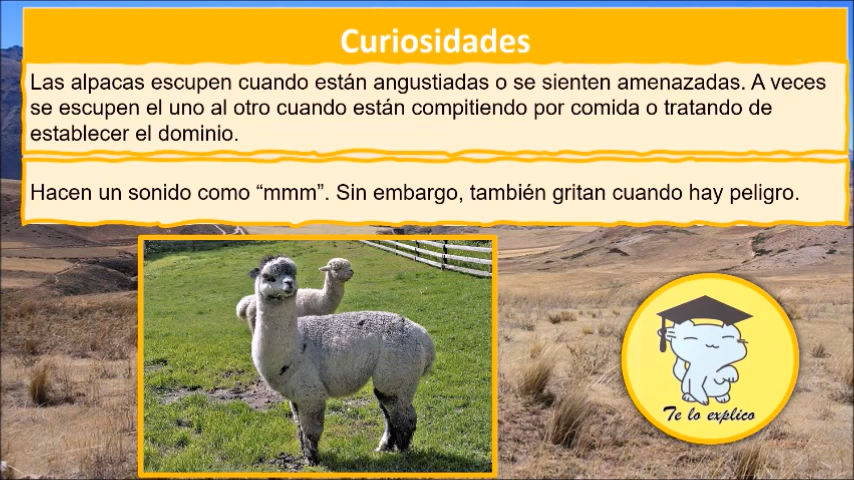 Curiosidades
Las alpacas escupen cuando están angustiadas o se sienten amenazadas. A veces
se escupen el uno al otro cuando están compitiendo por comida o tratando de
establecer el dominio.
Hacen un sonido como “mmm”. Sin embargo, también gritan cuando hay peligro.
Te lo explico